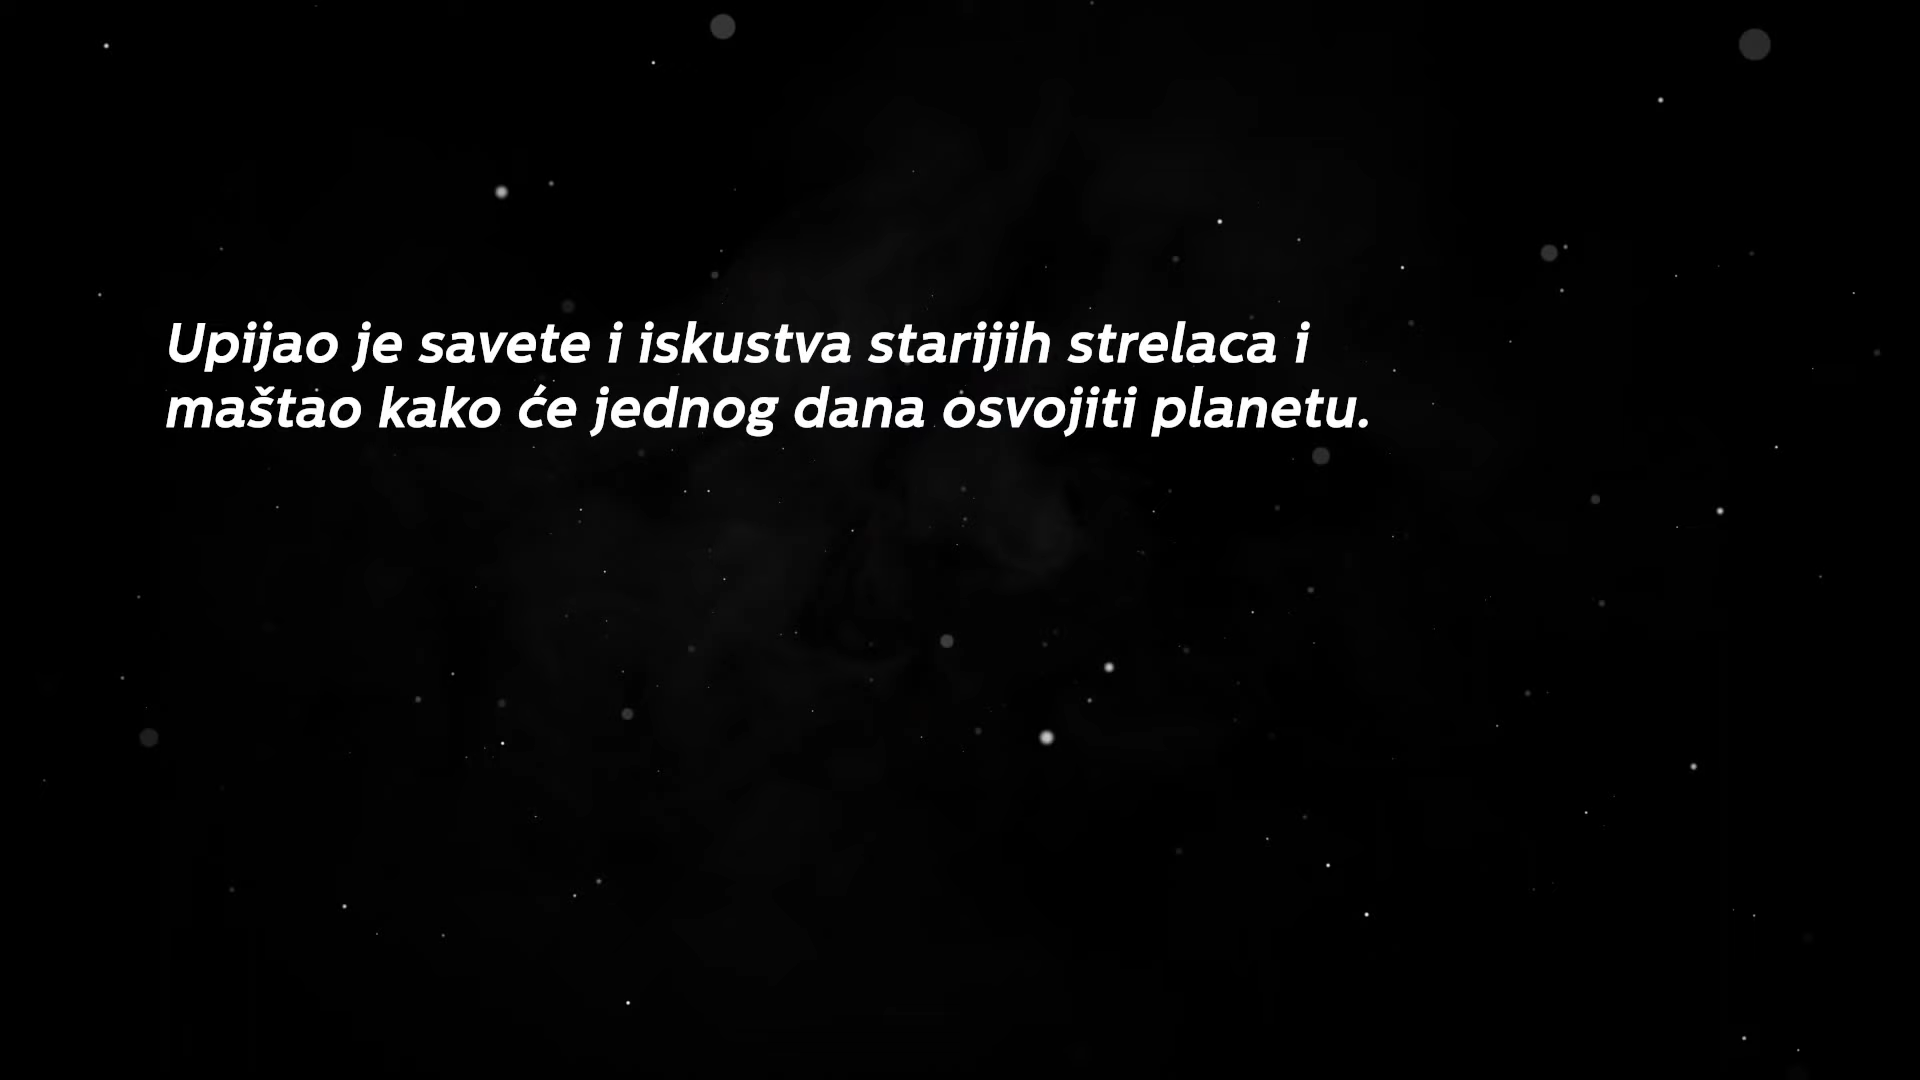 Upijao je savete i iskustva starijih strelaca i
maštao kako će jednog dana osvojiti planetu.